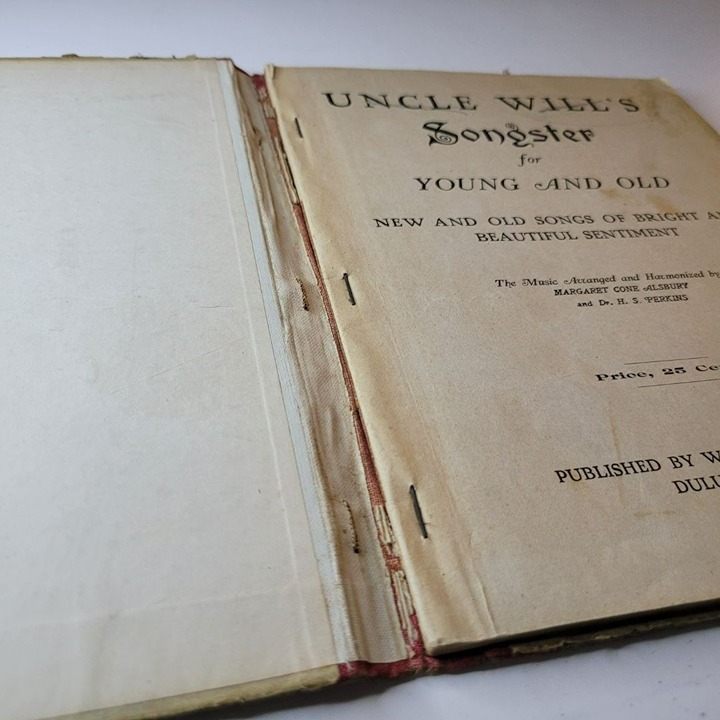 UNCLE WILL'S
Songster
for
YOUNG AND OLD
NEW AND OLD SONGS OF BRIGHT
BEAUTIFUL SENTIMENT
The Music Arranged and Harmonized by
MARGARET CONE ALSBURY
and Dr. H. S. PERKINS
Price, 25
PUBLISHED BY